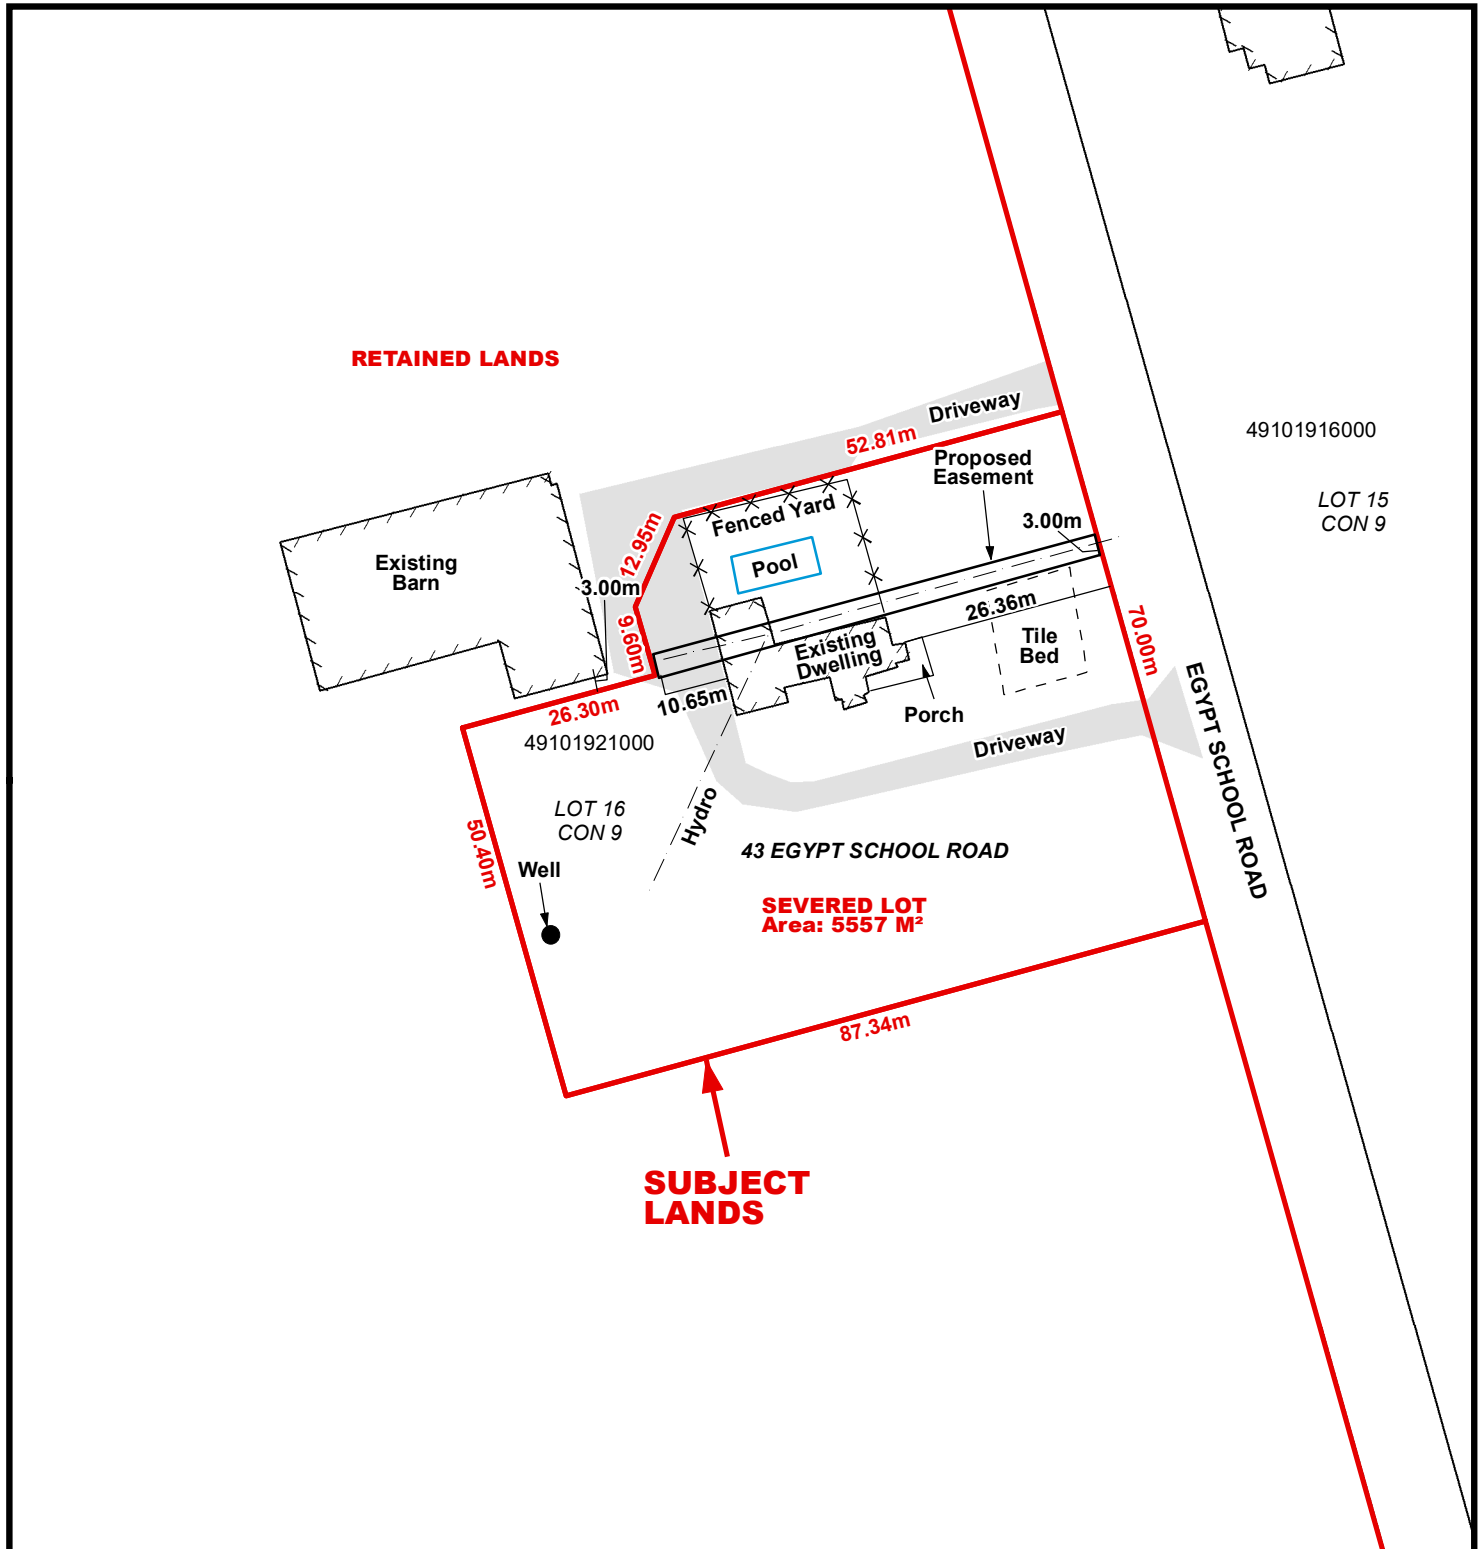 RETAINED LANDS
Driveway
52.81m
49101916000
Proposed
Easement
LOT 15
CON 9
Fenced Yard
3.00m
12.95m
Existing
Barn
Pool
3.00m
26.36m
9.60m
70.00m
Existing
Dwelling
Tile
Bed
10.65m
26.30m
Porch
49101921000
Driveway
EGYPT SCHOOL ROAD
LOT 16
CON 9
Hydro
50.40m
43 EGYPT SCHOOL ROAD
Well
SEVERED LOT
Area: 5557 M²
87.34m
SUBJECT
LANDS